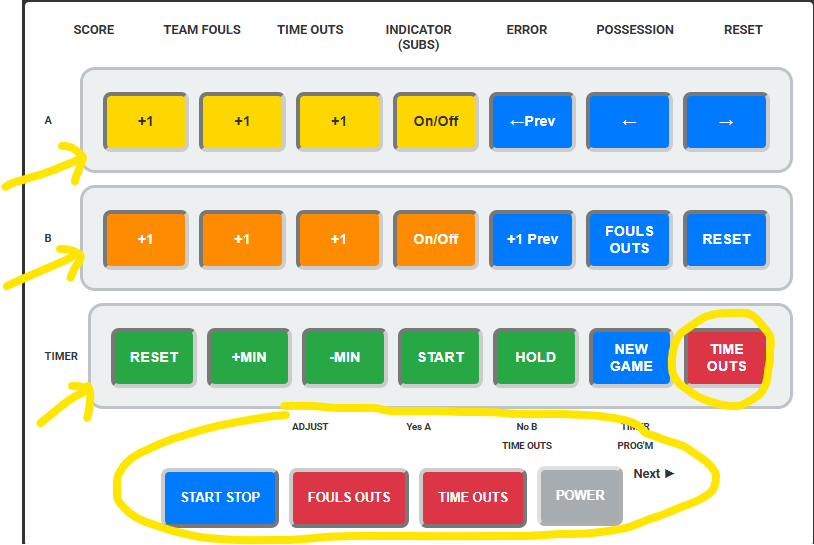 SCORE TEAM FOULS TIME OUTS INDICATOR ERROR POSSESSION RESET
(SUBS)
A +1 +1 +1 On/Off ←Prev ← →
B +1 +1 +1 On/Off +1 Prev FOULS OUTS RESET
TIMER RESET +MIN -MIN START HOLD NEW GAME TIME OUTS
ADJUST Yes A No B TIMER
TIME OUTS PROG'M
Next ►
START STOP FOULS OUTS TIME OUTS POWER